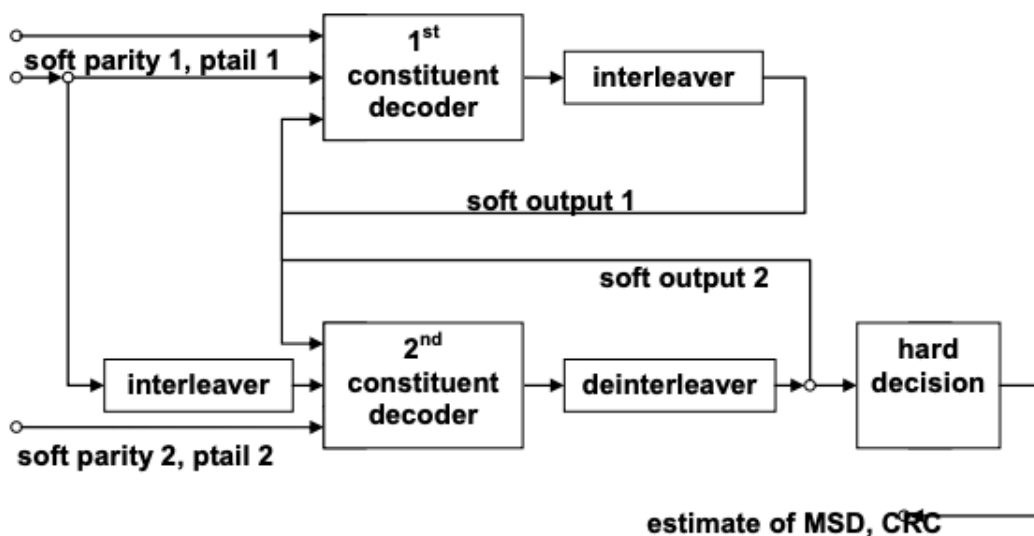 1st
constituent
decoder
interleaver
soft parity 1, ptail 1
soft output 1
soft output 2
2nd
constituent
decoder
interleaver
deinterleaver
hard
decision
soft parity 2, ptail 2
estimate of MSD, CRC